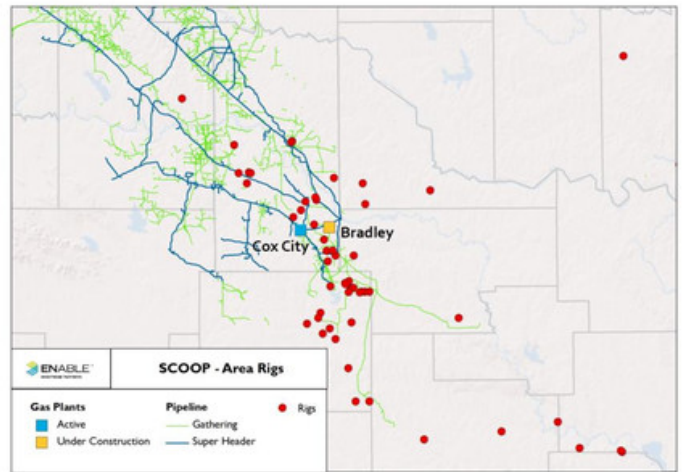 Bradley
Cox City
ENABLE
SCOOP - Area Rigs
Gas Plants
Active
Under Construction
Pipeline
Gathering
Super Header
Rigs